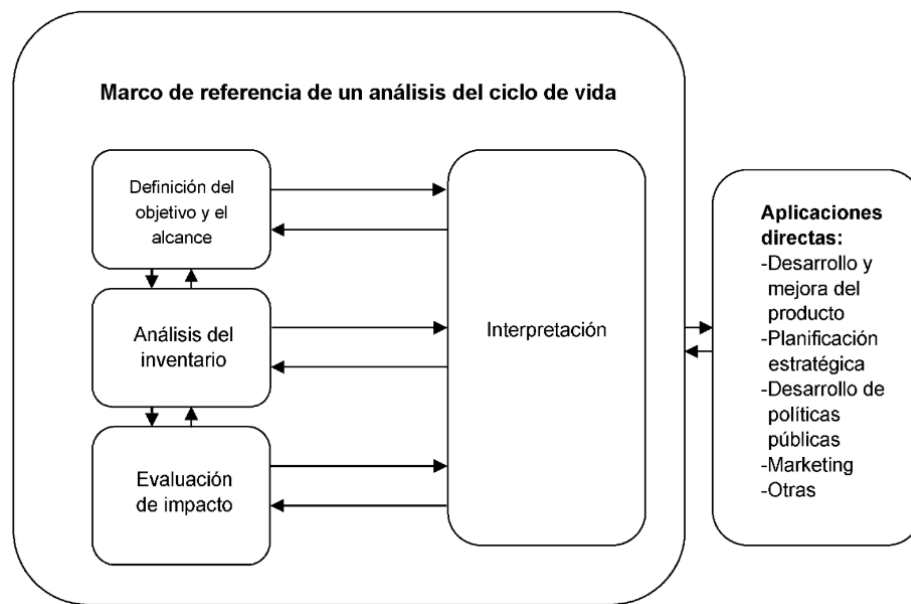 Marco de referencia de un análisis del ciclo de vida
Definición del
objetivo y el
alcance
Análisis del
inventario
Evaluación
de impacto
Interpretación
Aplicaciones
directas:
-Desarrollo y
mejora del
producto
-Planificación
estratégica
-Desarrollo de
políticas
públicas
-Marketing
-Otras